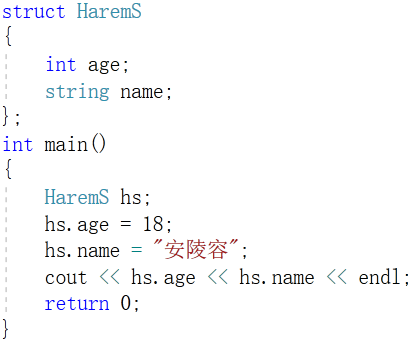 struct HaremS
{
    int age;
    string name;
};
int main()
{
    HaremS hs;
    hs.age = 18;
    hs.name = "安陵容";
    cout << hs.age << hs.name << endl;
    return 0;
}